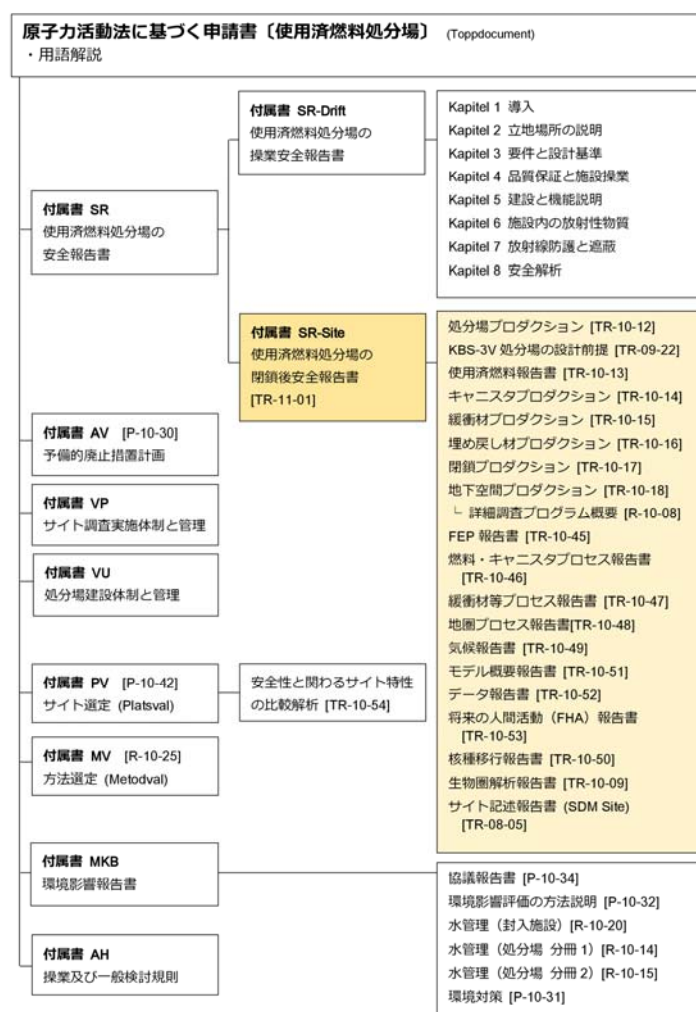 原子力活動法に基づく申請書〔使用済燃料処分場〕 (Toppdocument)
・用語解説
付属書 SR
使用済燃料処分場の
安全報告書
付属書 SR-Drift
使用済燃料処分場の
操業安全報告書
Kapitel 1 導入
Kapitel 2 立地場所の説明
Kapitel 3 要件と設計基準
Kapitel 4 品質保証と施設操業
Kapitel 5 建設と機能説明
Kapitel 6 施設内の放射性物質
Kapitel 7 放射線防護と遮蔽
Kapitel 8 安全解析
付属書 SR-Site
使用済燃料処分場の
閉鎖後安全報告書
[TR-11-01]
処分場プロダクション [TR-10-12]
KBS-3V 処分場の設計前提 [TR-09-22]
使用済燃料報告書 [TR-10-13]
キャニスタプロダクション [TR-10-14]
緩衝材プロダクション [TR-10-15]
埋め戻し材プロダクション [TR-10-16]
閉鎖プロダクション [TR-10-17]
地下空間プロダクション [TR-10-18]
└ 詳細調査プログラム概要 [R-10-08]
FEP 報告書 [TR-10-45]
燃料・キャニスタプロセス報告書
[TR-10-46]
緩衝材等プロセス報告書 [TR-10-47]
地圏プロセス報告書[TR-10-48]
気候報告書 [TR-10-49]
モデル概要報告書 [TR-10-51]
データ報告書 [TR-10-52]
将来の人間活動（FHA）報告書
[TR-10-53]
核種移行報告書 [TR-10-50]
生物圏解析報告書 [TR-10-09]
サイト記述報告書 (SDM Site)
[TR-08-05]
付属書 AV [P-10-30]
予備的廃止措置計画
付属書 VP
サイト調査実施体制と管理
付属書 VU
処分場建設体制と管理
付属書 PV [P-10-42]
サイト選定 (Platsval)
安全性と関わるサイト特性
の比較解析 [TR-10-54]
付属書 MV [R-10-25]
方法選定 (Metodval)
付属書 MKB
環境影響報告書
協議報告書 [P-10-34]
環境影響評価の方法説明 [P-10-32]
水管理（封入施設）[R-10-20]
水管理（処分場 分冊 1）[R-10-14]
水管理（処分場 分冊 2）[R-10-15]
環境対策 [P-10-31]
付属書 AH
操業及び一般検討規則